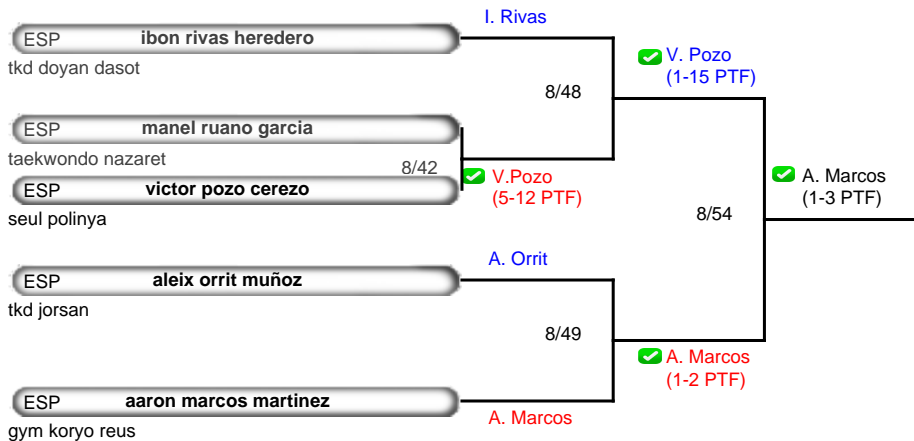 I. Rivas
ESP ibon rivas heredero
tkd doyan dasot
V. Pozo
(1-15 PTF)
8/48
ESP manel ruano garcia
taekwondo nazaret
8/42
V.Pozo
(5-12 PTF)
ESP victor pozo cerezo
seul polinya
A. Marcos
(1-3 PTF)
8/54
A. Orrit
ESP aleix orrit muñoz
tkd jorsan
8/49
A. Marcos
(1-2 PTF)
ESP aaron marcos martinez
A. Marcos
gym koryo reus